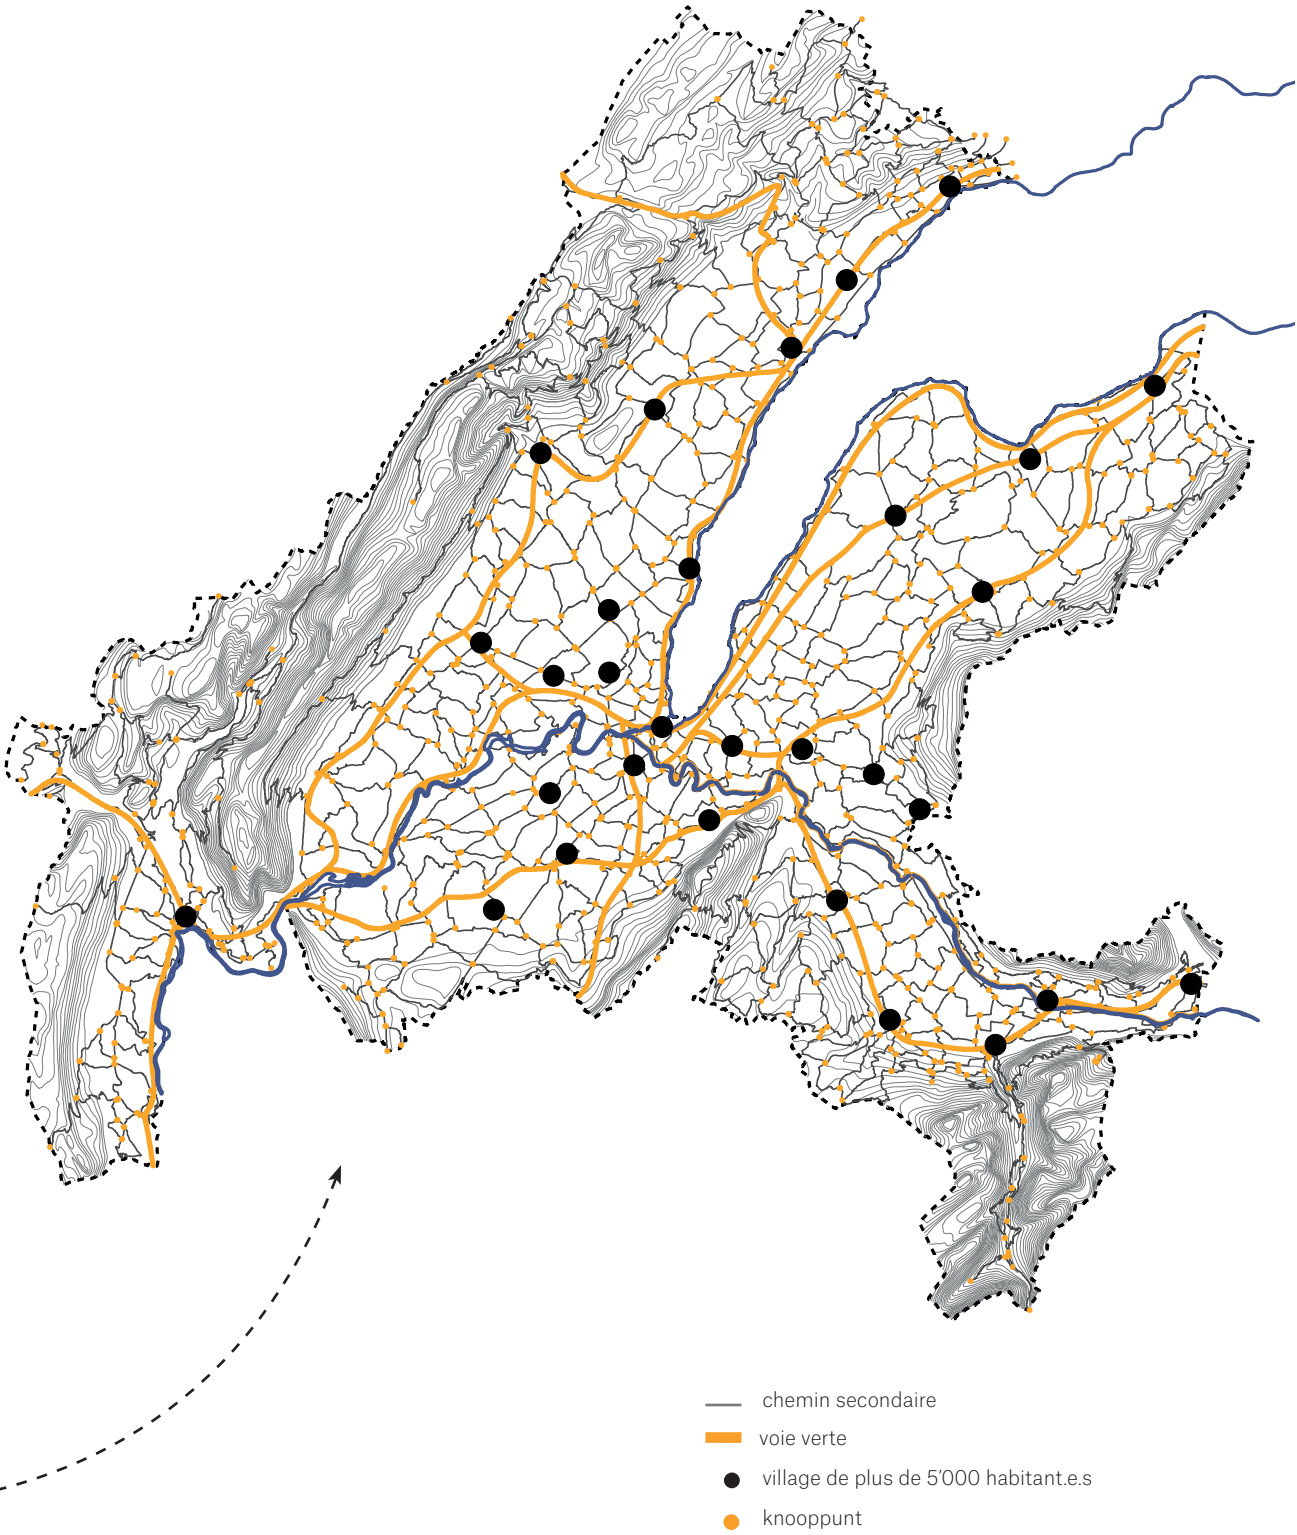 chemin secondaire
voie verte
village de plus de 5'000 habitant.e.s
knooppunt